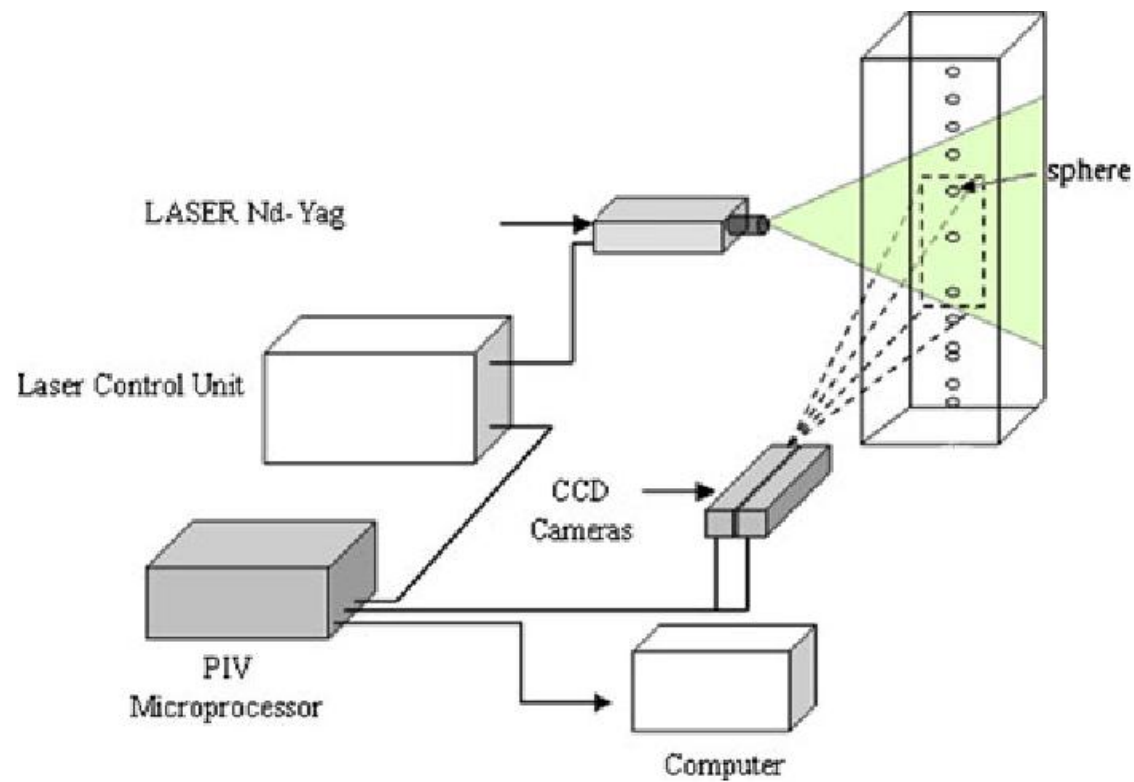 sphere
LASER Nd-Yag
Laser Control Unit
CCD
Cameras
PIV
Microprocessor
Computer